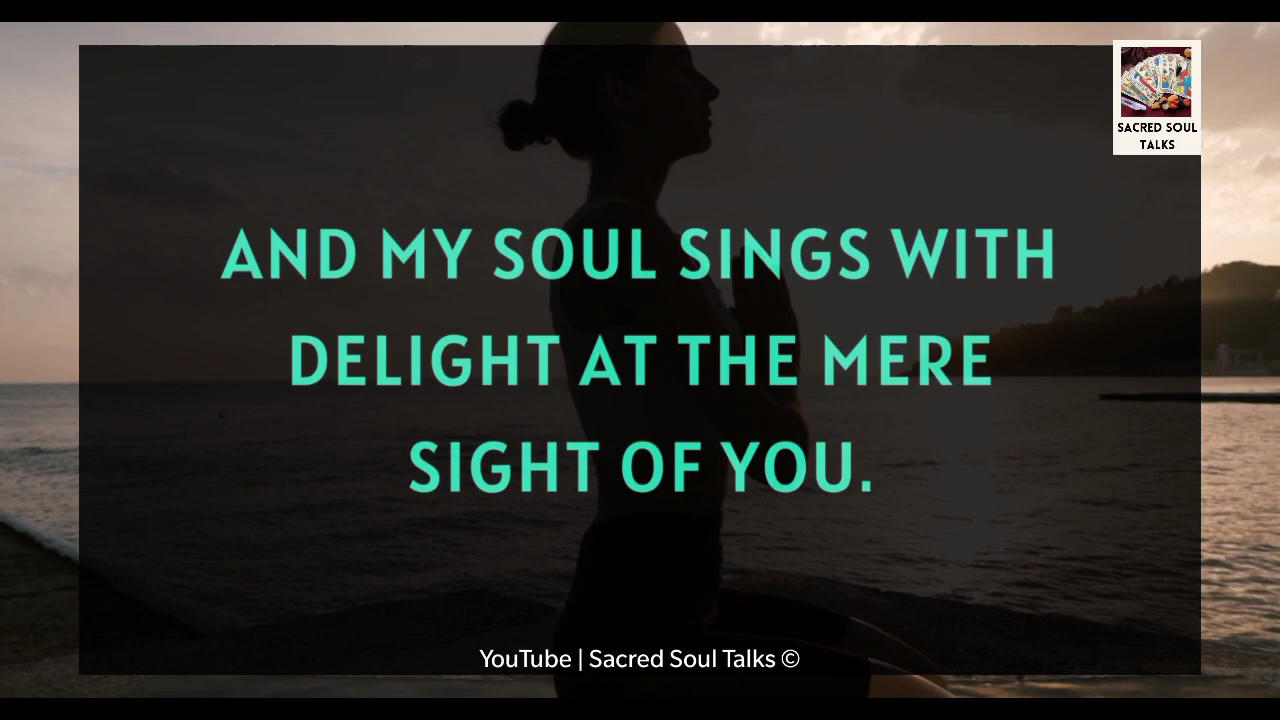 SACRED SOUL
TALKS
AND MY SOUL SINGS WITH
DELIGHT AT THE MERE
SIGHT OF YOU.
YouTube | Sacred Soul Talks ©